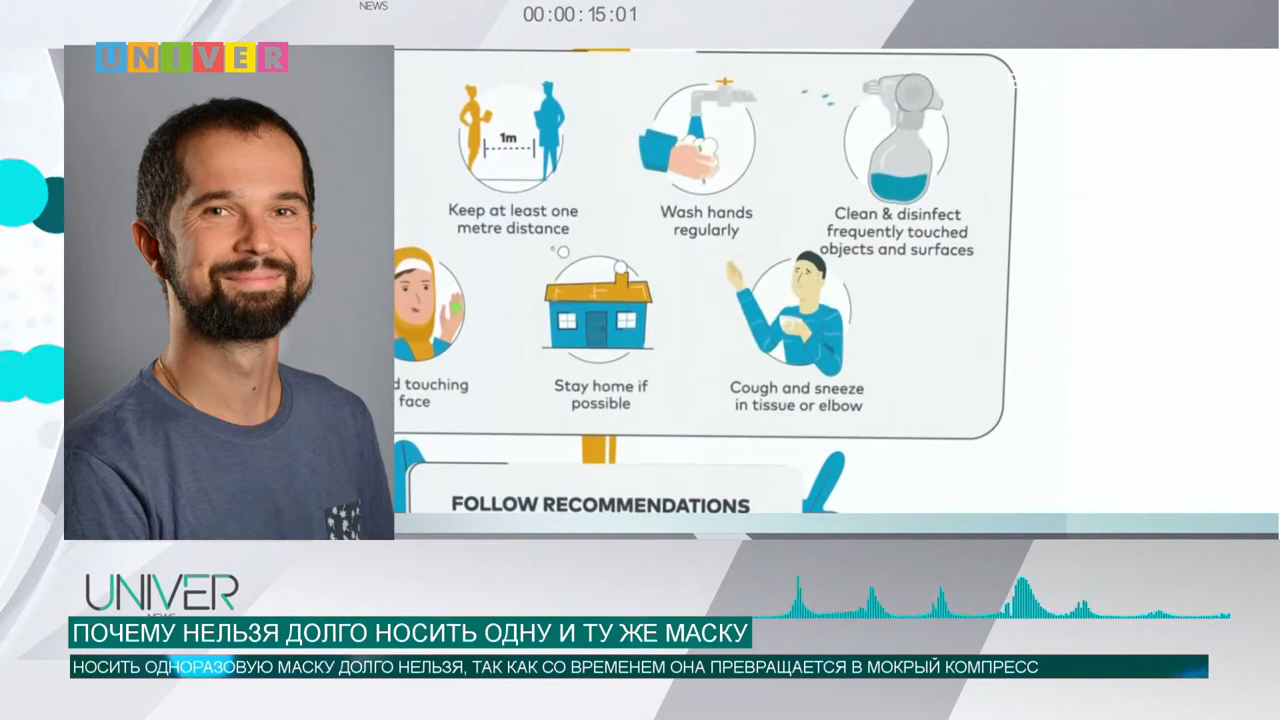 NEWS
00:00:15:01
UNIVER
1m
Keep at least one
metre distance
Wash hands
regularly
Clean & disinfect
frequently touched
objects and surfaces
touching
face
Stay home if
possible
Cough and sneeze
in tissue or elbow
FOLLOW RECOMMENDATIONS
UNIVER
ПОЧЕМУ НЕЛЬЗЯ ДОЛГО НОСИТЬ ОДНУ И ТУ ЖЕ МАСКУ
НОСИТЬ ОДНОРАЗОВУЮ МАСКУ ДОЛГО НЕЛЬЗЯ, ТАК КАК СО ВРЕМЕНЕМ ОНА ПРЕВРАЩАЕТСЯ В МОКРЫЙ КОМПРЕСС